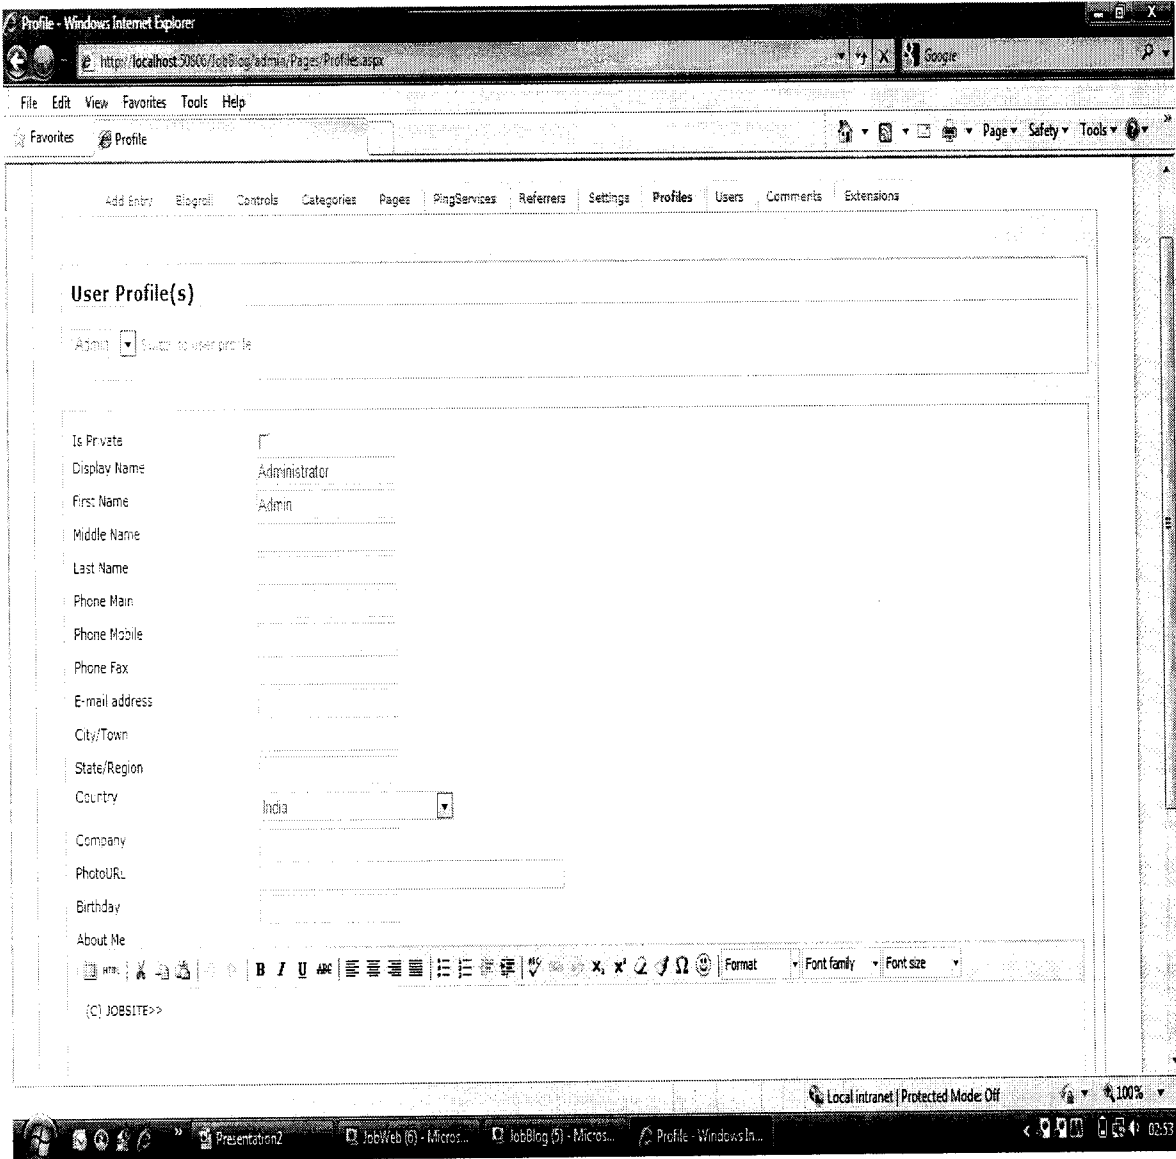 Profile - Windows Internet Explorer
http://localhost:50806/JobBlog/admin/Pages/Profiles.aspx
Google
File Edit View Favorites Tools Help
Favorites Profile
Page Safety Tools
Add Entry Blogroll Controls Categories Pages PingServices Referrers Settings Profiles Users Comments Extensions
User Profile(s)
Admin Switch to user profile
Is Private
Display Name Administrator
First Name Admin
Middle Name
Last Name
Phone Main
Phone Mobile
Phone Fax
E-mail address
City/Town
State/Region
Country India
Company
PhotoURL
Birthday
About Me
HTML B I U ABC Format Font family Font size
(C) JOBSITE>>
Local intranet | Protected Mode: Off 100%
Presentation2 JobWeb (6) - Micros... JobBlog (5) - Micros... Profile - Windows In... 02:53